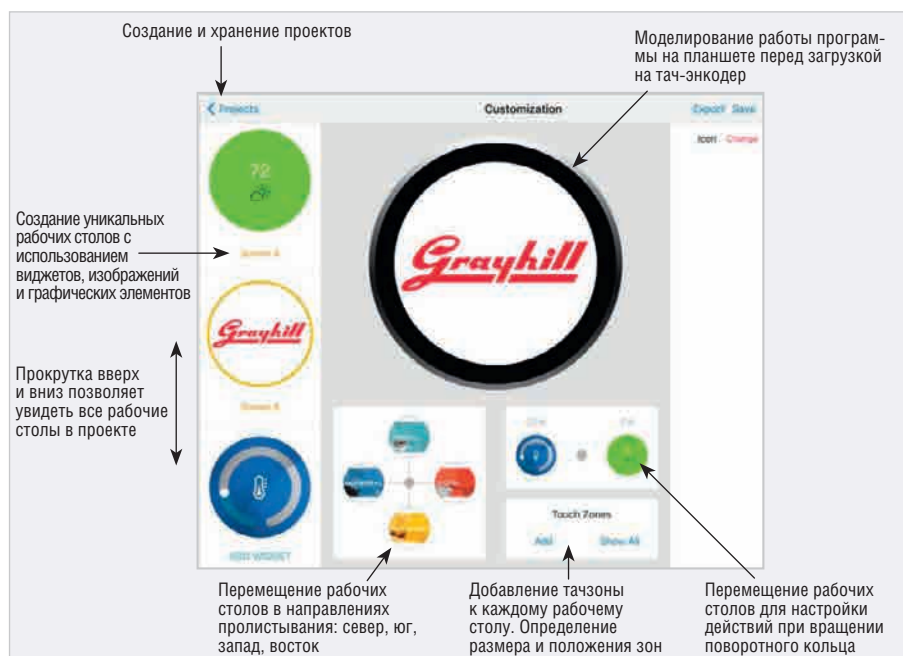 Создание и хранение проектов
Моделирование работы програм-
мы на планшете перед загрузкой
на тач-энкодер
Projects
Customization
Export Save
Icon Change
72
Создание уникальных
рабочих столов с
использованием
виджетов, изображений
и графических элементов
Grayhill
Grayhill
Прокрутка вверх
и вниз позволяет
увидеть все рабочие
столы в проекте
Touch Zones
Add Show All
ADD WIDGET
Перемещение рабочих
столов в направлениях
пролистывания: север, юг,
запад, восток
Добавление тачзоны
к каждому рабочему
столу. Определение
размера и положения зон
Перемещение рабочих
столов для настройки
действий при вращении
поворотного кольца